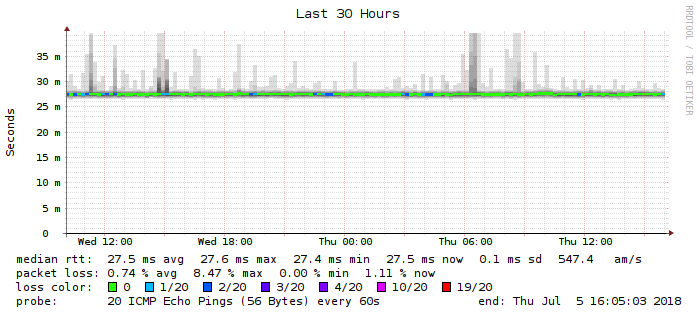 Last 30 Hours
RRDTOOL / TOBI OETIKER
Seconds
35 m
30 m
25 m
20 m
15 m
10 m
5 m
0
Wed 12:00 Wed 18:00 Thu 00:00 Thu 06:00 Thu 12:00
median rtt: 27.5 ms avg 27.6 ms max 27.4 ms min 27.5 ms now 0.1 ms sd 547.4 am/s
packet loss: 0.74 % avg 8.47 % max 0.00 % min 1.11 % now
loss color: 0 1/20 2/20 3/20 4/20 10/20 19/20
probe: 20 ICMP Echo Pings (56 Bytes) every 60s end: Thu Jul 5 16:05:03 2018